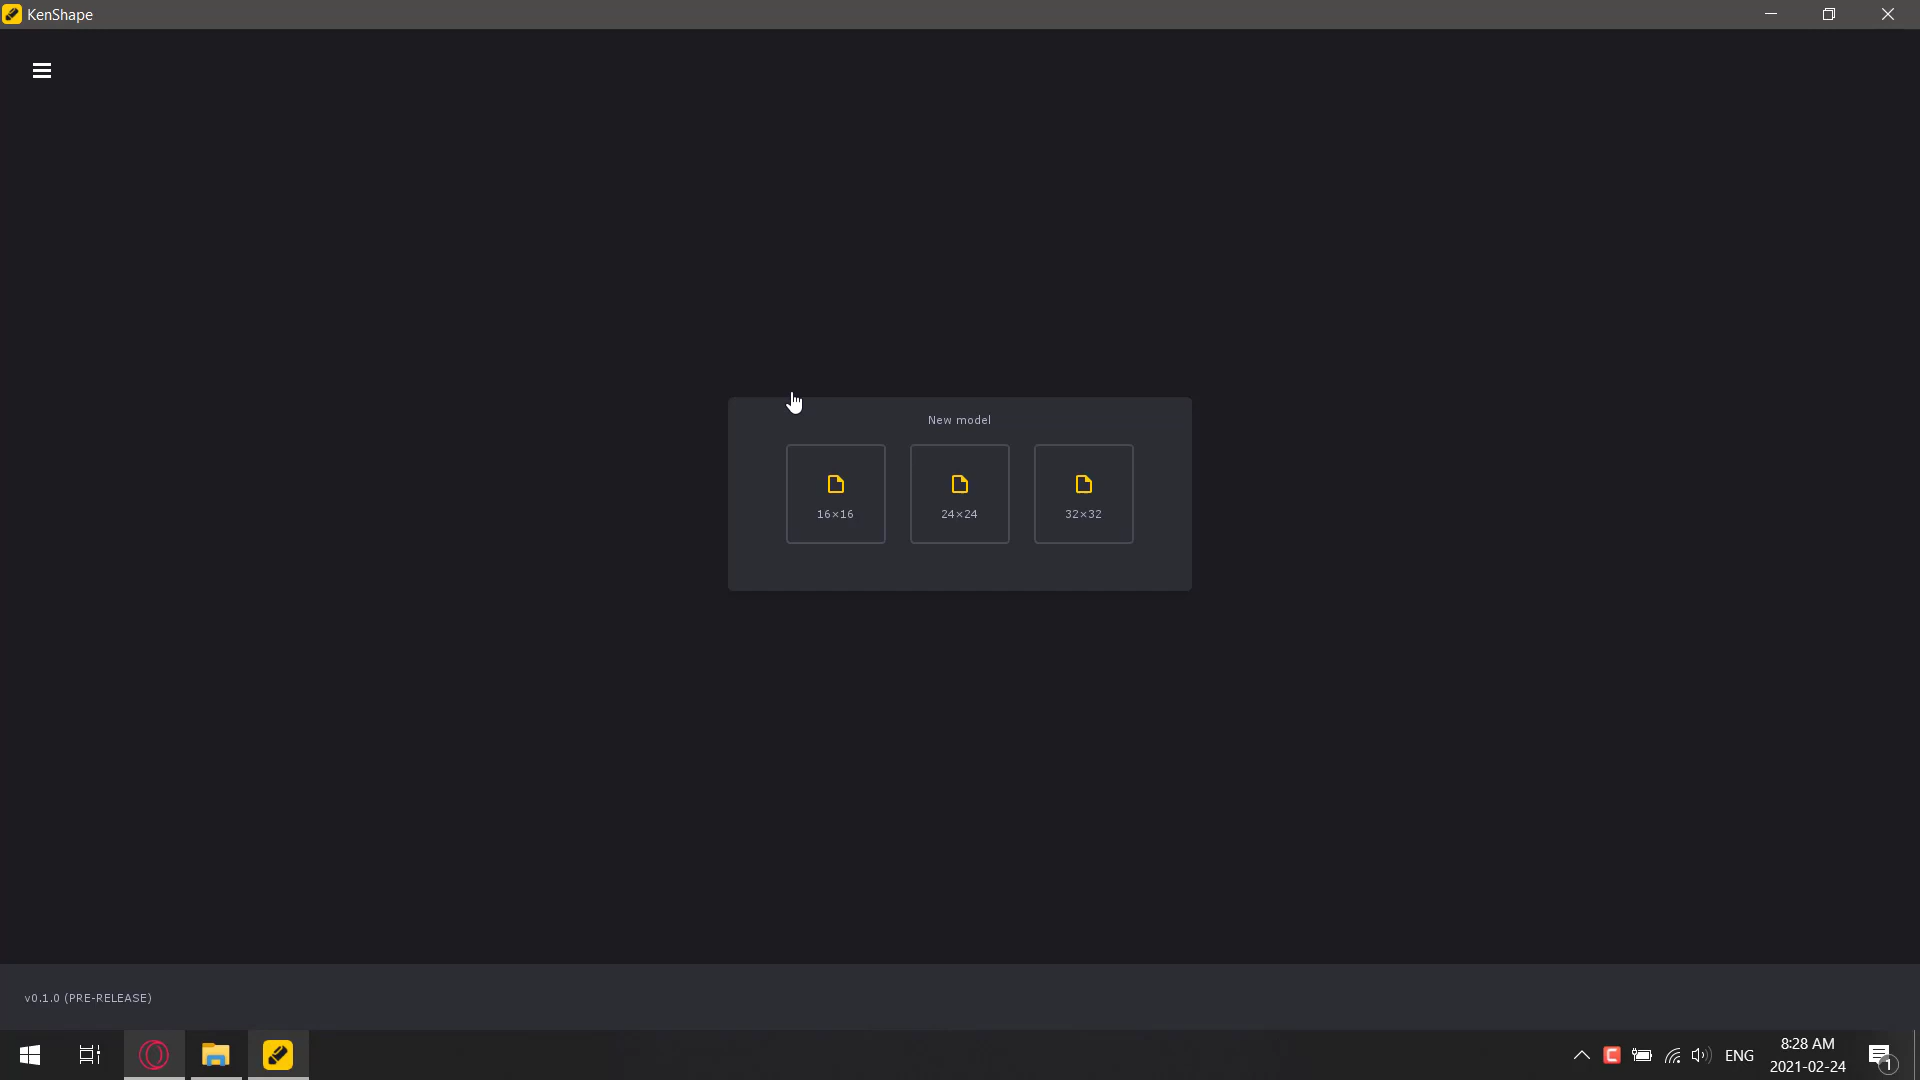 KenShape
New model
16×16
24×24
32×32
v0.1.0 (PRE-RELEASE)
ENG
8:28 AM
2021-02-24
1